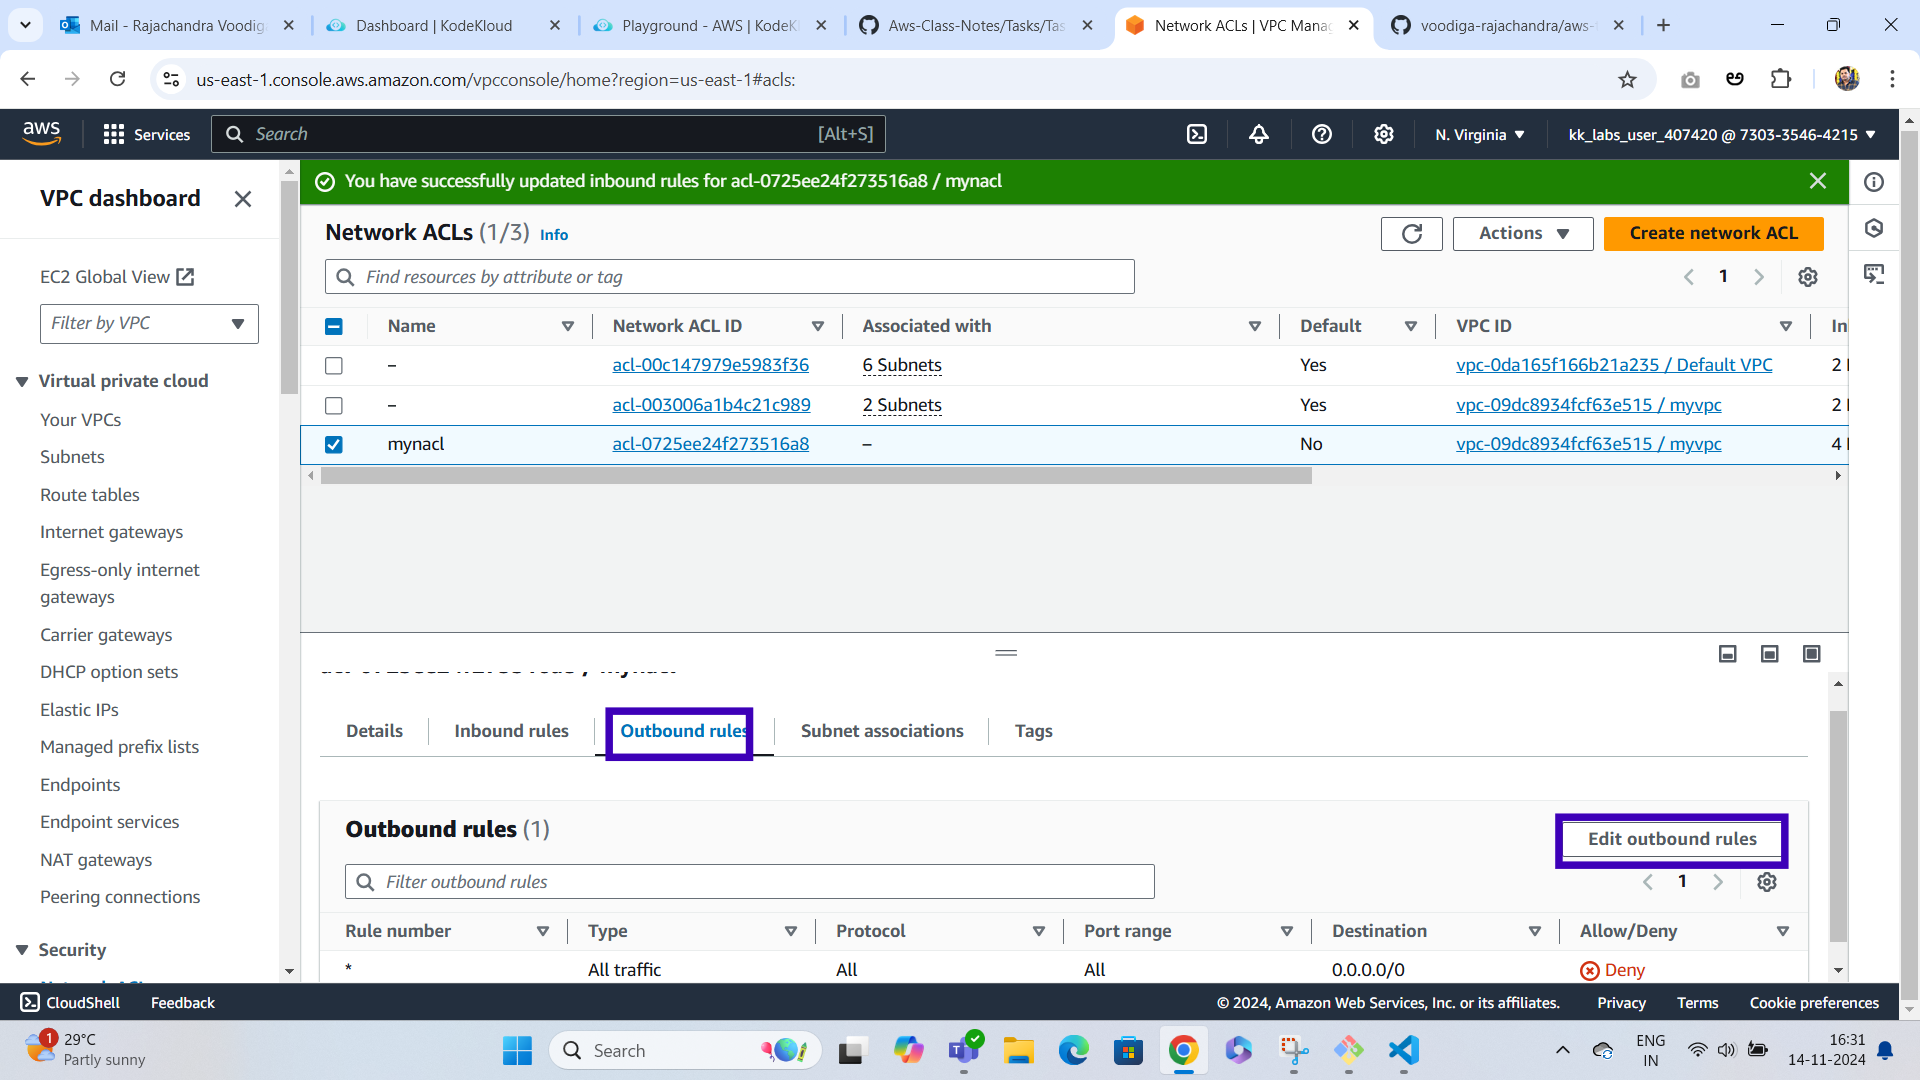 Mail - Rajachandra Voodiga
Dashboard | KodeKloud
Playground - AWS | KodeKl
Aws-Class-Notes/Tasks/Tas
Network ACLs | VPC Manag
voodiga-rajachandra/aws-
us-east-1.console.aws.amazon.com/vpcconsole/home?region=us-east-1#acls:
aws
Services
Search
[Alt+S]
N. Virginia
kk_labs_user_407420 @ 7303-3546-4215
VPC dashboard
EC2 Global View
Filter by VPC
Virtual private cloud
Your VPCs
Subnets
Route tables
Internet gateways
Egress-only internet
gateways
Carrier gateways
DHCP option sets
Elastic IPs
Managed prefix lists
Endpoints
Endpoint services
NAT gateways
Peering connections
Security
You have successfully updated inbound rules for acl-0725ee24f273516a8 / mynacl
Network ACLs (1/3) Info
Actions
Create network ACL
Find resources by attribute or tag
1
Name Network ACL ID Associated with Default VPC ID In
– acl-00c147979e5983f36 6 Subnets Yes vpc-0da165f166b21a235 / Default VPC 2
– acl-003006a1b4c21c989 2 Subnets Yes vpc-09dc8934fcf63e515 / myvpc 2
mynacl acl-0725ee24f273516a8 – No vpc-09dc8934fcf63e515 / myvpc 4
Details Inbound rules Outbound rules Subnet associations Tags
Outbound rules (1)
Edit outbound rules
Filter outbound rules
1
Rule number Type Protocol Port range Destination Allow/Deny
* All traffic All All 0.0.0.0/0 Deny
CloudShell Feedback
© 2024, Amazon Web Services, Inc. or its affiliates. Privacy Terms Cookie preferences
1
29°C
Partly sunny
Search
ENG
IN
16:31
14-11-2024